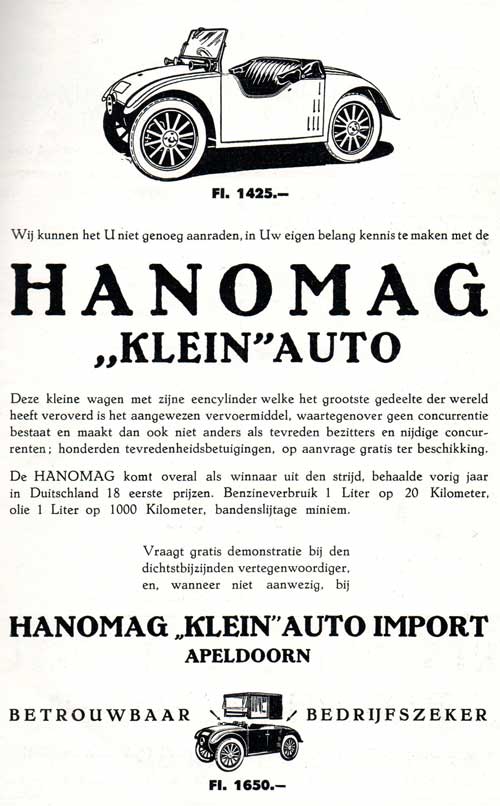 Fl. 1425.—
Wij kunnen het U niet genoeg aanraden, in Uw eigen belang kennis te maken met de
HANOMAG
„KLEIN” AUTO
Deze kleine wagen met zijne eencylinder welke het grootste gedeelte der wereld
heeft veroverd is het aangewezen vervoermiddel, waartegenover geen concurrentie
bestaat en maakt dan ook niet anders als tevreden bezitters en nijdige concur-
renten; honderden tevredenheidsbetuigingen, op aanvrage gratis ter beschikking.
De HANOMAG komt overal als winnaar uit den strijd, behaalde vorig jaar
in Duitschland 18 eerste prijzen. Benzineverbruik 1 Liter op 20 Kilometer,
olie 1 Liter op 1000 Kilometer, bandenslijtage miniem.
Vraagt gratis demonstratie bij den
dichtstbijzijnden vertegenwoordiger,
en, wanneer niet aanwezig, bij
HANOMAG „KLEIN” AUTO IMPORT
APELDOORN
BETROUWBAAR BEDRIJFSZEKER
Fl. 1650.—